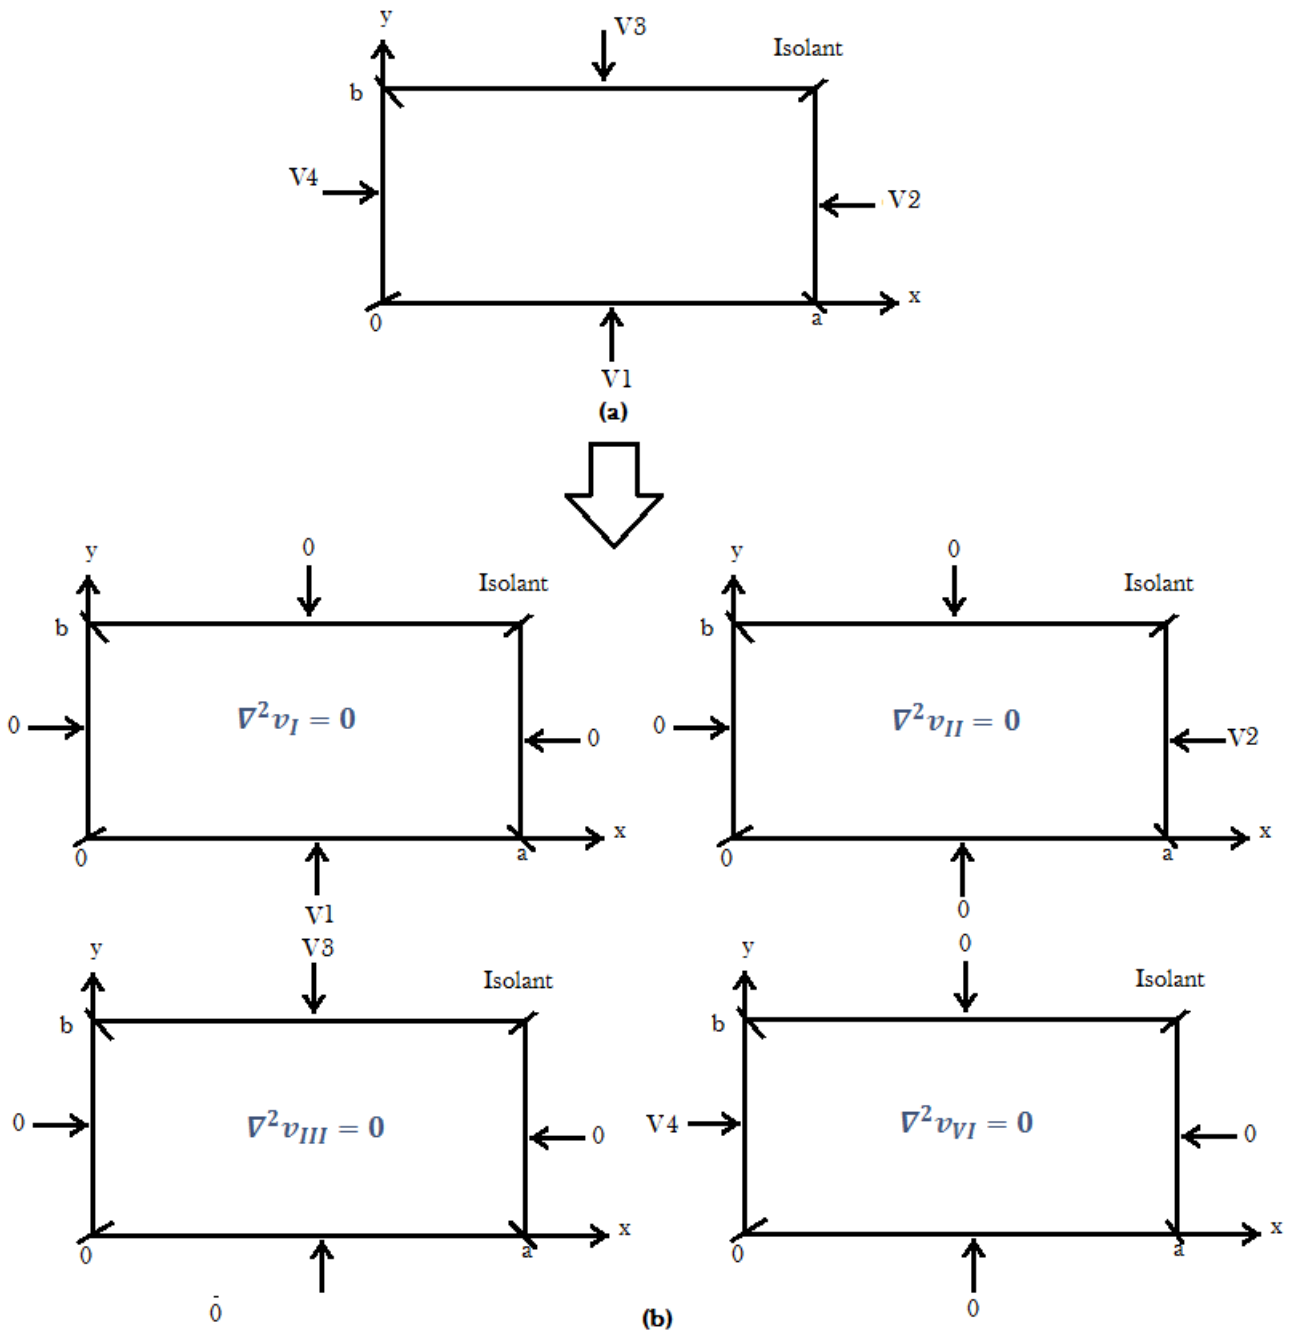 y
V3
Isolant
b
V4
V2
x
0
a
V1
(a)
0
y
Isolant
b
∇²v_I = 0
0
0
x
0
a
V1
0
y
Isolant
b
∇²v_II = 0
0
V2
x
0
a
0
V3
y
Isolant
b
∇²v_III = 0
0
0
x
0
a
0
0
y
Isolant
b
∇²v_VI = 0
V4
0
x
0
a
0
(b)